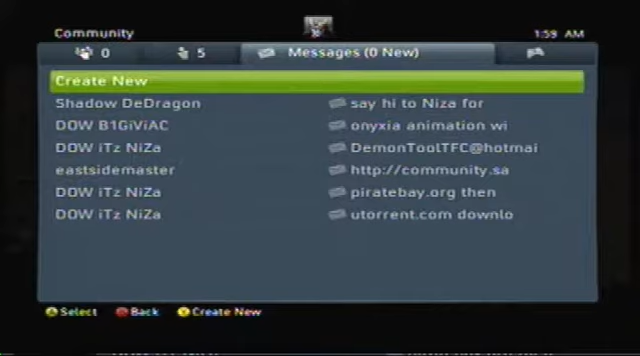 Community 1:59 AM
0 5 Messages (0 New)
Create New
Shadow DeDragon say hi to Niza for
DOW B1GiViAC onyxia animation wi
DOW iTz NiZa DemonToolTFC@hotmai
eastsidemaster http://community.sa
DOW iTz NiZa piratebay.org then
DOW iTz NiZa utorrent.com downlo
A Select B Back Y Create New